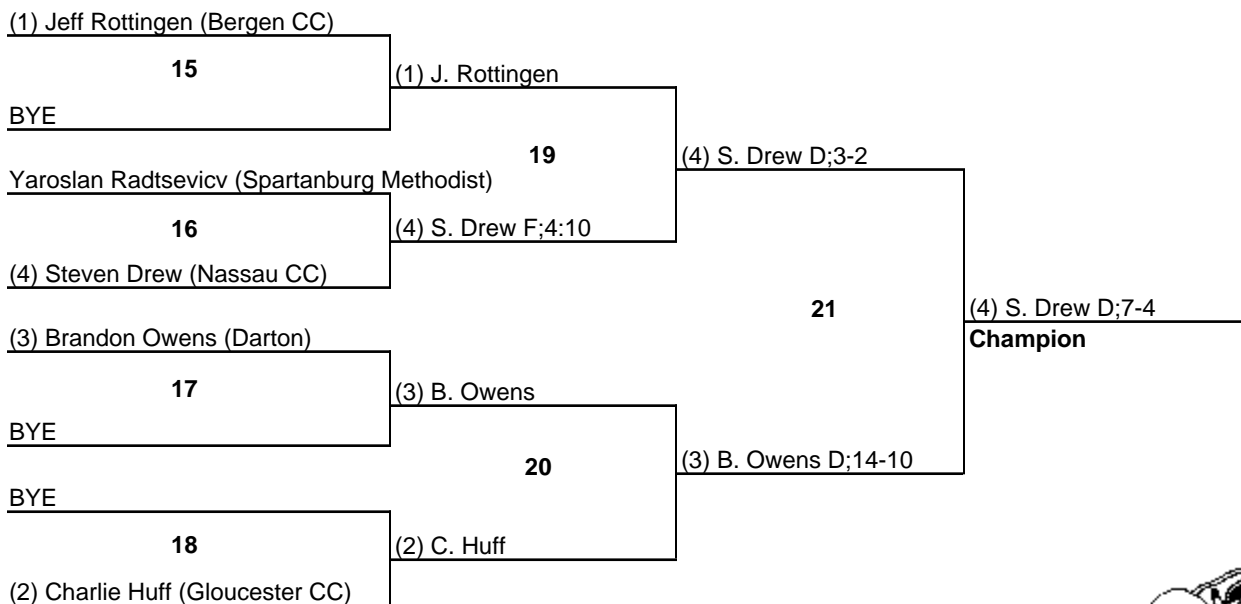 (1) Jeff Rottingen (Bergen CC)
15
(1) J. Rottingen
BYE
19
(4) S. Drew D;3-2
Yaroslan Radtsevicv (Spartanburg Methodist)
16
(4) S. Drew F;4:10
(4) Steven Drew (Nassau CC)
21
(4) S. Drew D;7-4
Champion
(3) Brandon Owens (Darton)
17
(3) B. Owens
BYE
20
(3) B. Owens D;14-10
BYE
18
(2) C. Huff
(2) Charlie Huff (Gloucester CC)